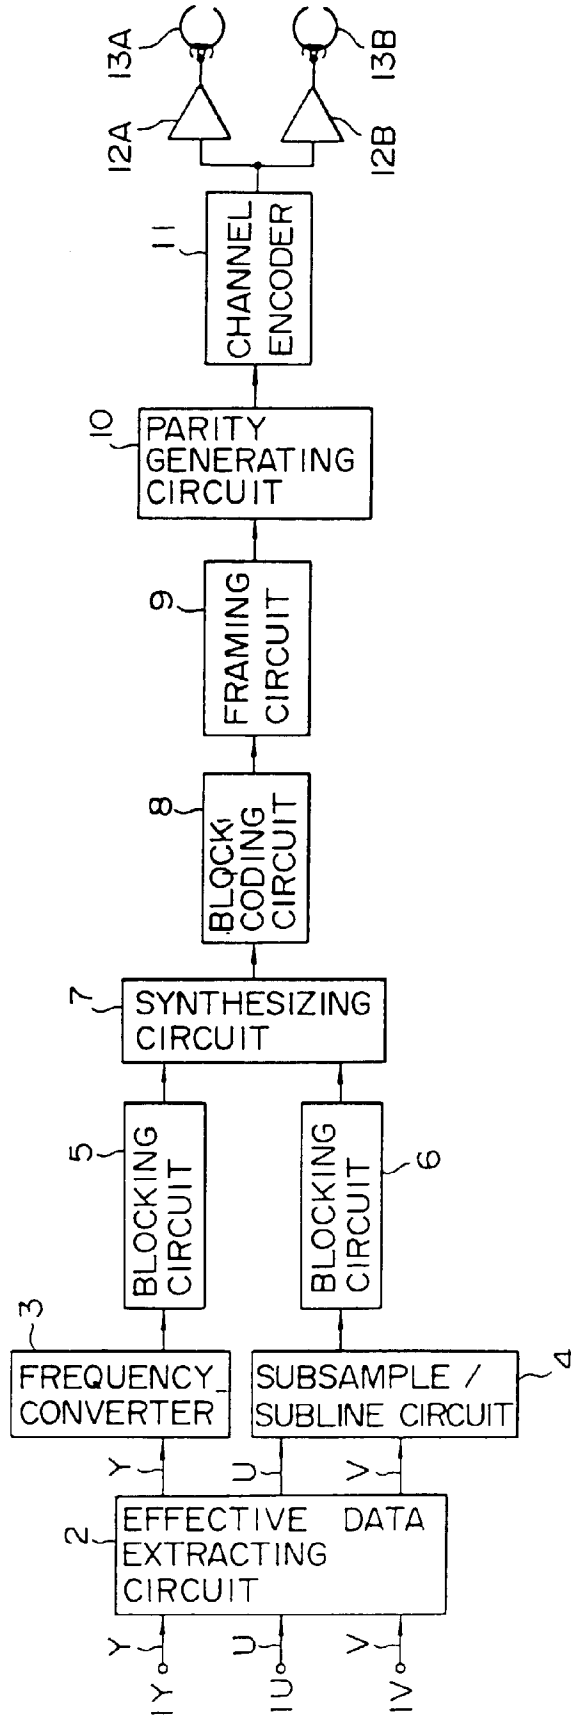 13A
13B
12A
12B
11
CHANNEL
ENCODER
10
PARITY
GENERATING
CIRCUIT
9
FRAMING
CIRCUIT
8
BLOCK
CODING
CIRCUIT
7
SYNTHESIZING
CIRCUIT
5
BLOCKING
CIRCUIT
6
BLOCKING
CIRCUIT
3
FREQUENCY
CONVERTER
4
SUBSAMPLE /
SUBLINE CIRCUIT
Y
U
V
2
EFFECTIVE DATA
EXTRACTING
CIRCUIT
Y
U
V
1Y
1U
1V